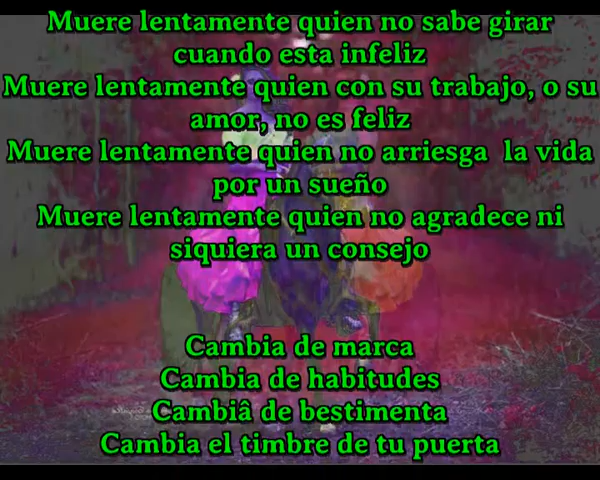 Muere lentamente quien no sabe girar
cuando esta infeliz
Muere lentamente quien con su trabajo, o su
amor, no es feliz
Muere lentamente quien no arriesga  la vida
por un sueño
Muere lentamente quien no agradece ni
siquiera un consejo
Cambia de marca
Cambia de habitudes
Cambiâ de bestimenta
Cambia el timbre de tu puerta